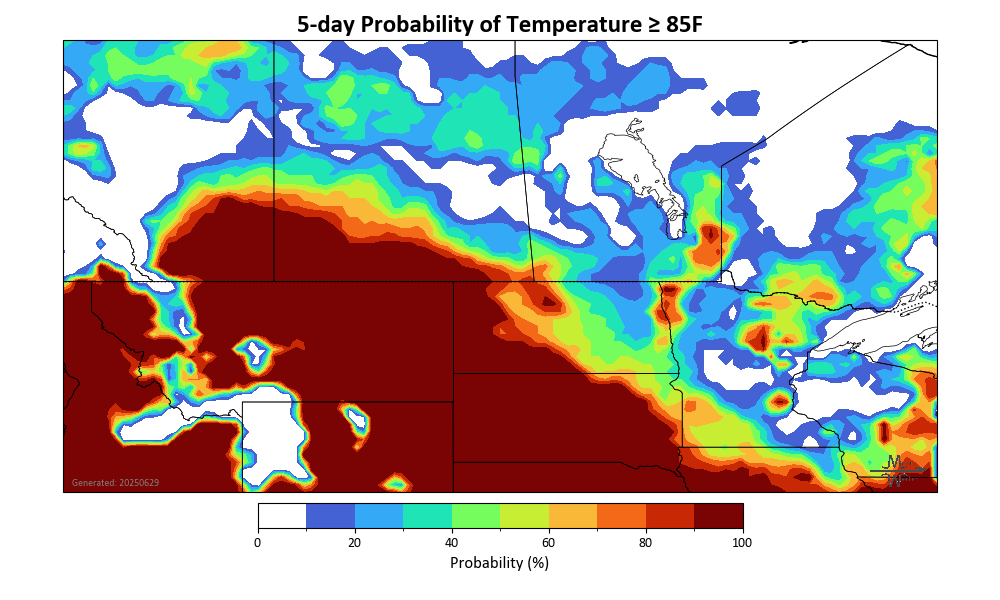 5-day Probability of Temperature ≥ 85F
Generated: 20250629
0 20 40 60 80 100
Probability (%)